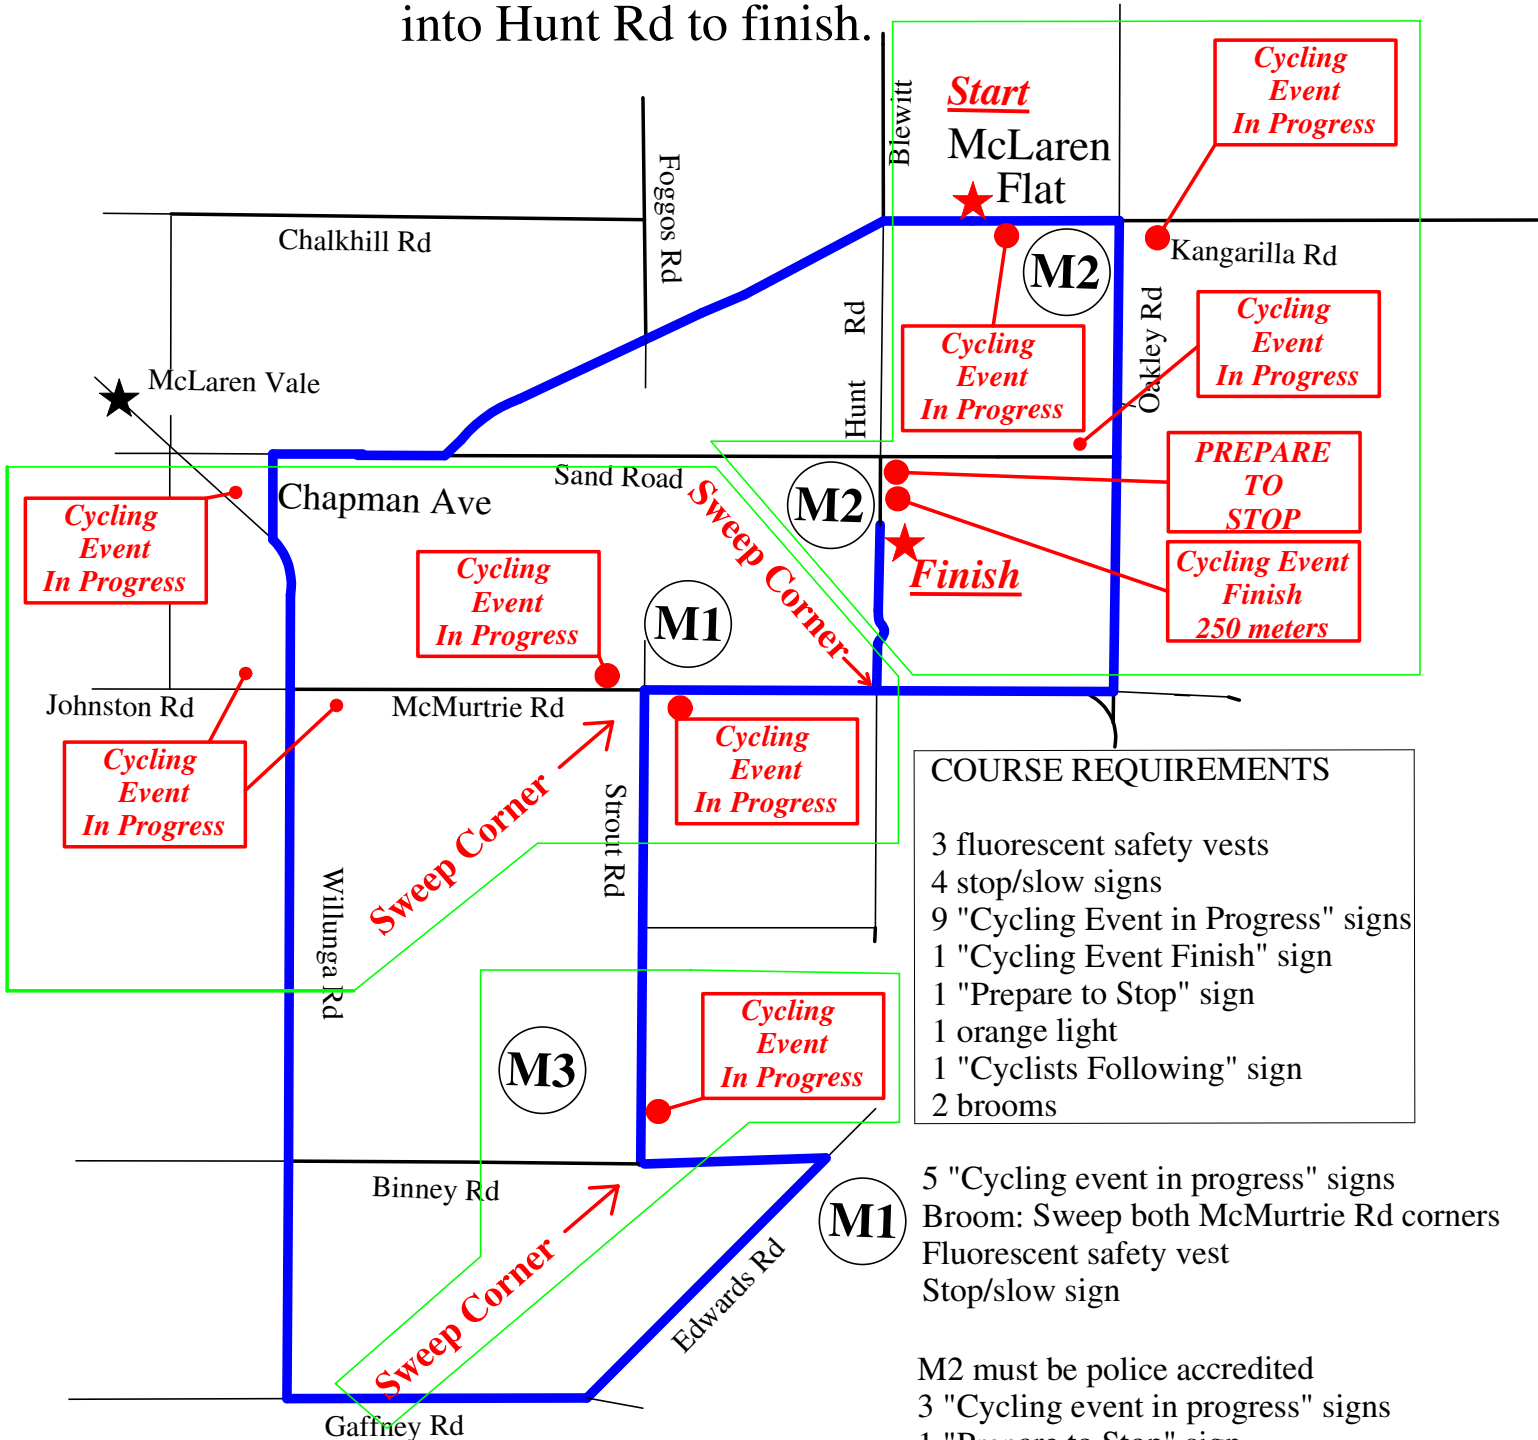 into Hunt Rd to finish.
Blewitt
Start
McLaren
Flat
Cycling
Event
In Progress
Foggos Rd
Chalkhill Rd
Kangarilla Rd
M2
Hunt Rd
Oakley Rd
Cycling
Event
In Progress
Cycling
Event
In Progress
McLaren Vale
Sand Road
Chapman Ave
M2
PREPARE
TO
STOP
Cycling
Event
In Progress
Sweep Corner
Finish
Cycling Event
Finish
250 meters
Cycling
Event
In Progress
M1
Johnston Rd
McMurtrie Rd
Cycling
Event
In Progress
Cycling
Event
In Progress
Sweep Corner
Strout Rd
Willunga Rd
COURSE REQUIREMENTS
3 fluorescent safety vests
4 stop/slow signs
9 "Cycling Event in Progress" signs
1 "Cycling Event Finish" sign
1 "Prepare to Stop" sign
1 orange light
1 "Cyclists Following" sign
2 brooms
Cycling
Event
In Progress
M3
Binney Rd
Sweep Corner
Edwards Rd
Gaffney Rd
M1
5 "Cycling event in progress" signs
Broom: Sweep both McMurtrie Rd corners
Fluorescent safety vest
Stop/slow sign
M2 must be police accredited
3 "Cycling event in progress" signs
1 "Prepare to Stop" sign